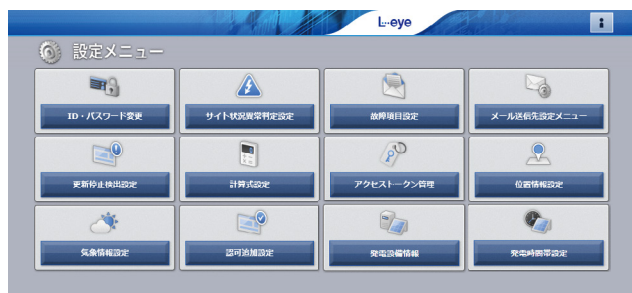 L・eye
設定メニュー
ID・パスワード変更
サイト状況異常判定設定
故障項目設定
メール送信先設定メニュー
更新停止検出設定
計算式設定
アクセストークン管理
位置情報設定
気象情報設定
認可追加設定
発電設備情報
発電時間帯設定